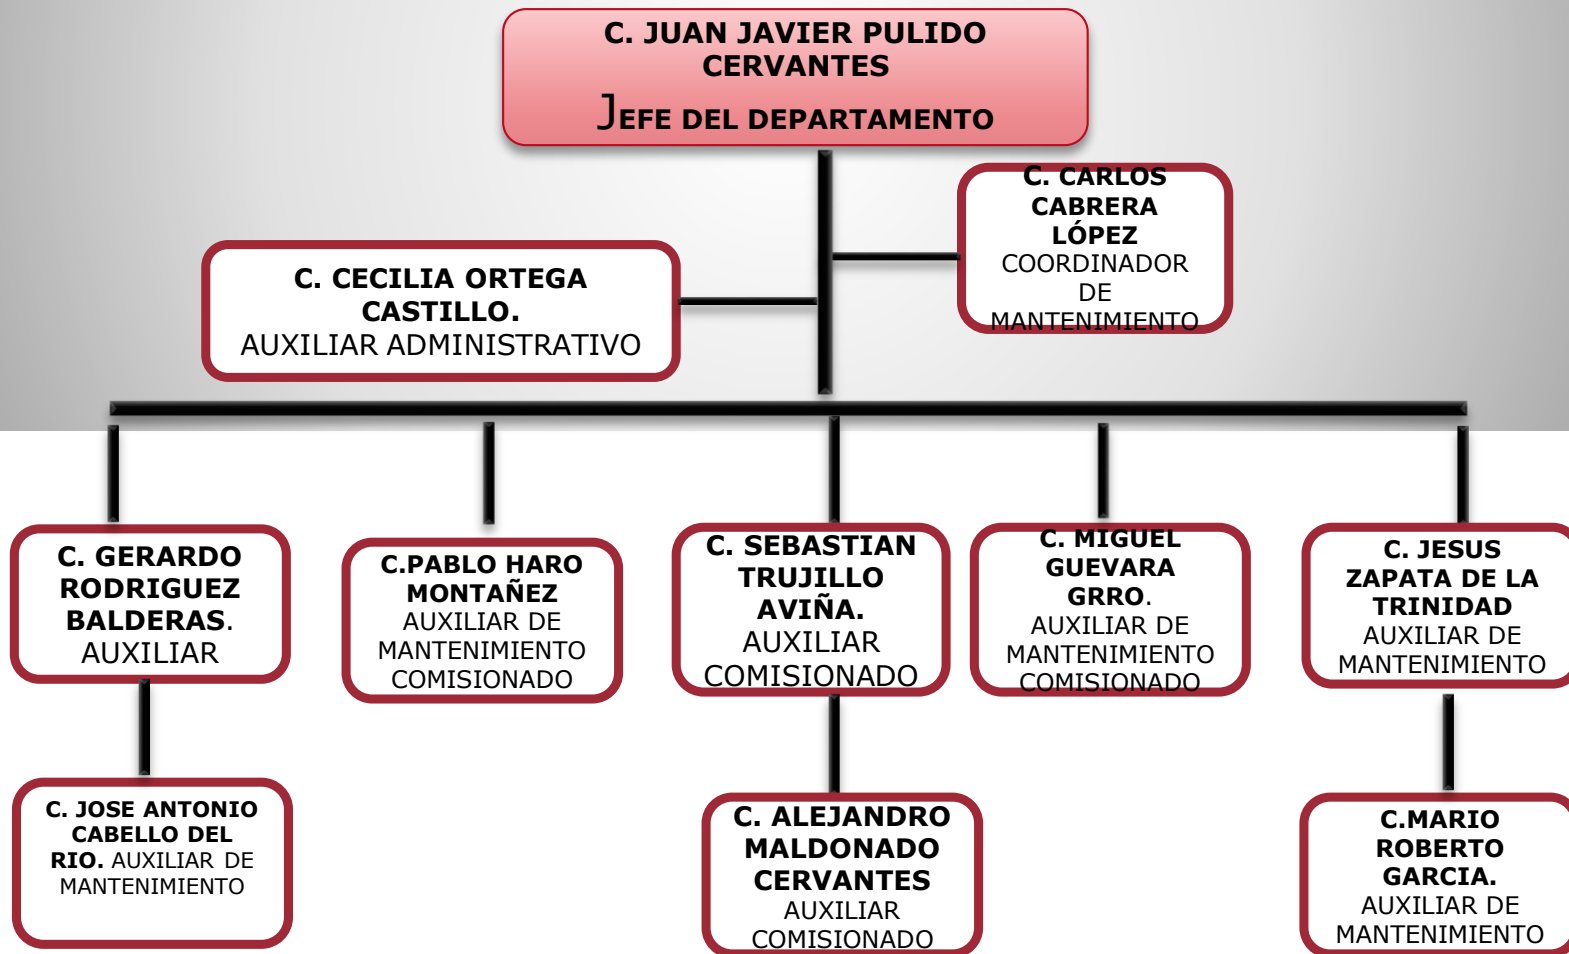 C. JUAN JAVIER PULIDO
CERVANTES
JEFE DEL DEPARTAMENTO
C. CARLOS
CABRERA
LÓPEZ
COORDINADOR
DE
MANTENIMIENTO
C. CECILIA ORTEGA
CASTILLO.
AUXILIAR ADMINISTRATIVO
C. GERARDO
RODRIGUEZ
BALDERAS.
AUXILIAR
C.PABLO HARO
MONTAÑEZ
AUXILIAR DE
MANTENIMIENTO
COMISIONADO
C. SEBASTIAN
TRUJILLO
AVIÑA.
AUXILIAR
COMISIONADO
C. MIGUEL
GUEVARA
GRRO.
AUXILIAR DE
MANTENIMIENTO
COMISIONADO
C. JESUS
ZAPATA DE LA
TRINIDAD
AUXILIAR DE
MANTENIMIENTO
C. JOSE ANTONIO
CABELLO DEL
RIO. AUXILIAR DE
MANTENIMIENTO
C. ALEJANDRO
MALDONADO
CERVANTES
AUXILIAR
COMISIONADO
C.MARIO
ROBERTO
GARCIA.
AUXILIAR DE
MANTENIMIENTO